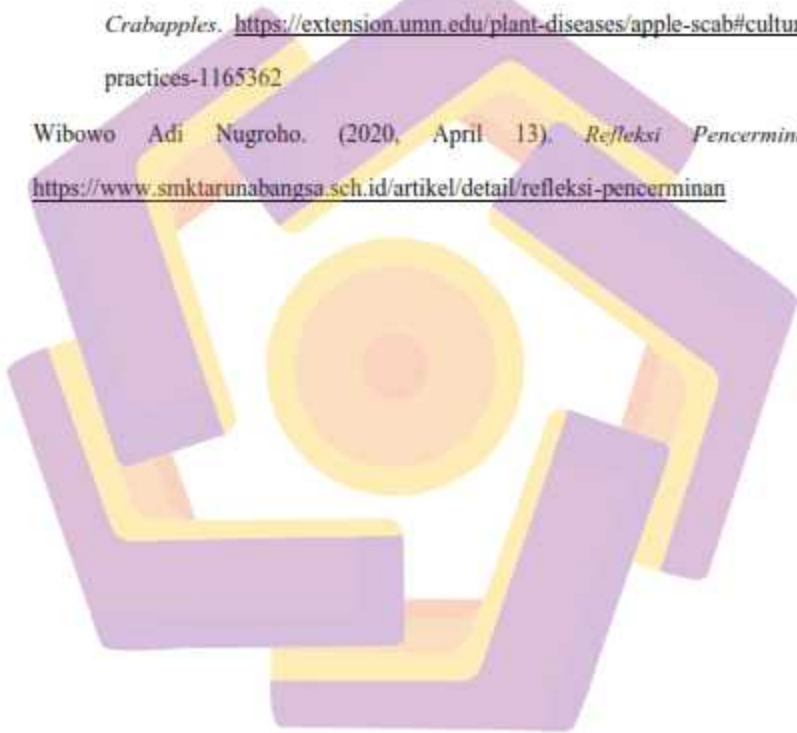 Crabapples. https://extension.umn.edu/plant-diseases/apple-scab#cultur
practices-1165362
Wibowo Adi Nugroho. (2020, April 13). Refleksi Pencermin
https://www.smktarunabangsa.sch.id/artikel/detail/refleksi-pencerminan